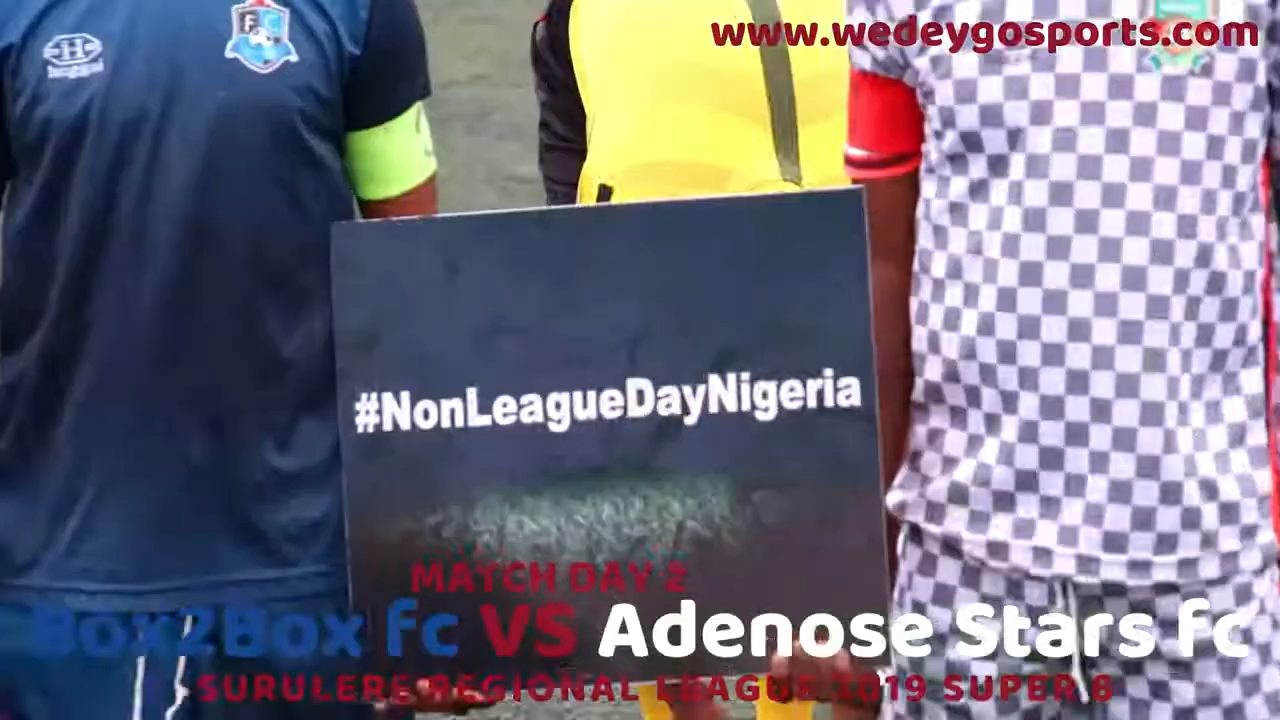 www.wedeygosports.com
FC
#NonLeagueDayNigeria
MATCH DAY 2
Box2Box fc VS Adenose Stars fc
SURULERE REGIONAL LEAGUE 2019 SUPER 8